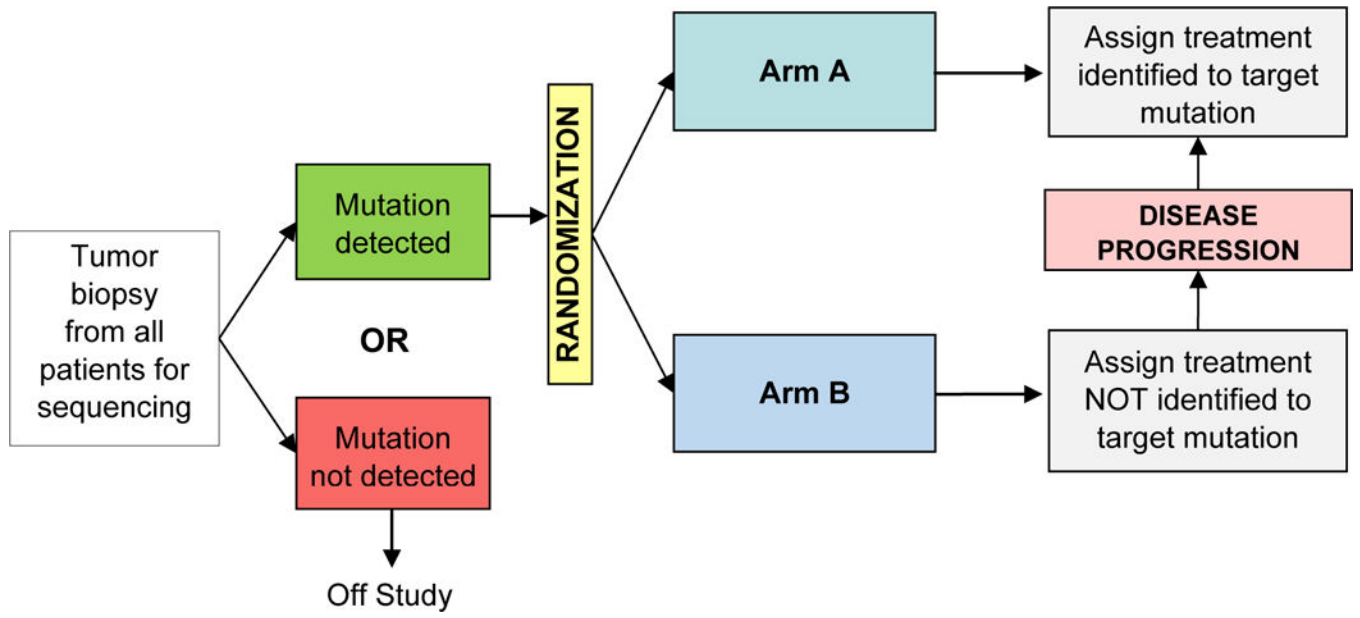 Tumor
biopsy
from all
patients for
sequencing
Mutation
detected
OR
Mutation
not detected
Off Study
RANDOMIZATION
Arm A
Arm B
Assign treatment
identified to target
mutation
DISEASE
PROGRESSION
Assign treatment
NOT identified to
target mutation